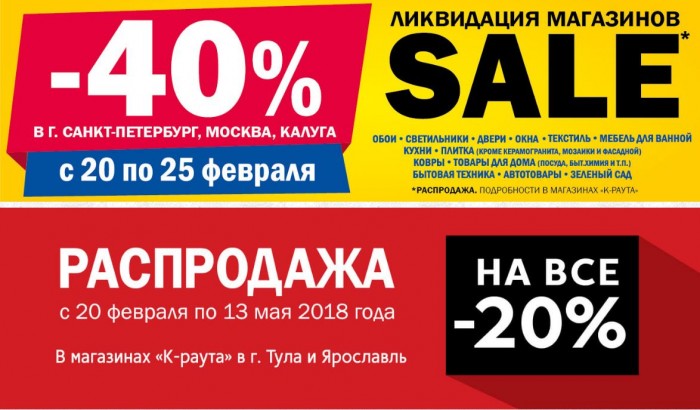 -40%
В Г. САНКТ-ПЕТЕРБУРГ, МОСКВА, КАЛУГА
с 20 по 25 февраля
ЛИКВИДАЦИЯ МАГАЗИНОВ
SALE*
ОБОИ • СВЕТИЛЬНИКИ • ДВЕРИ • ОКНА • ТЕКСТИЛЬ • МЕБЕЛЬ ДЛЯ ВАННОЙ
КУХНИ • ПЛИТКА (КРОМЕ КЕРАМОГРАНИТА, МОЗАИКИ И ФАСАДНОЙ)
КОВРЫ • ТОВАРЫ ДЛЯ ДОМА (ПОСУДА, БЫТ.ХИМИЯ И Т.П.)
БЫТОВАЯ ТЕХНИКА • АВТОТОВАРЫ • ЗЕЛЕНЫЙ САД
*РАСПРОДАЖА. ПОДРОБНОСТИ В МАГАЗИНАХ «К-РАУТА»
РАСПРОДАЖА
с 20 февраля по 13 мая 2018 года
В магазинах «К-раута» в г. Тула и Ярославль
НА ВСЕ
-20%